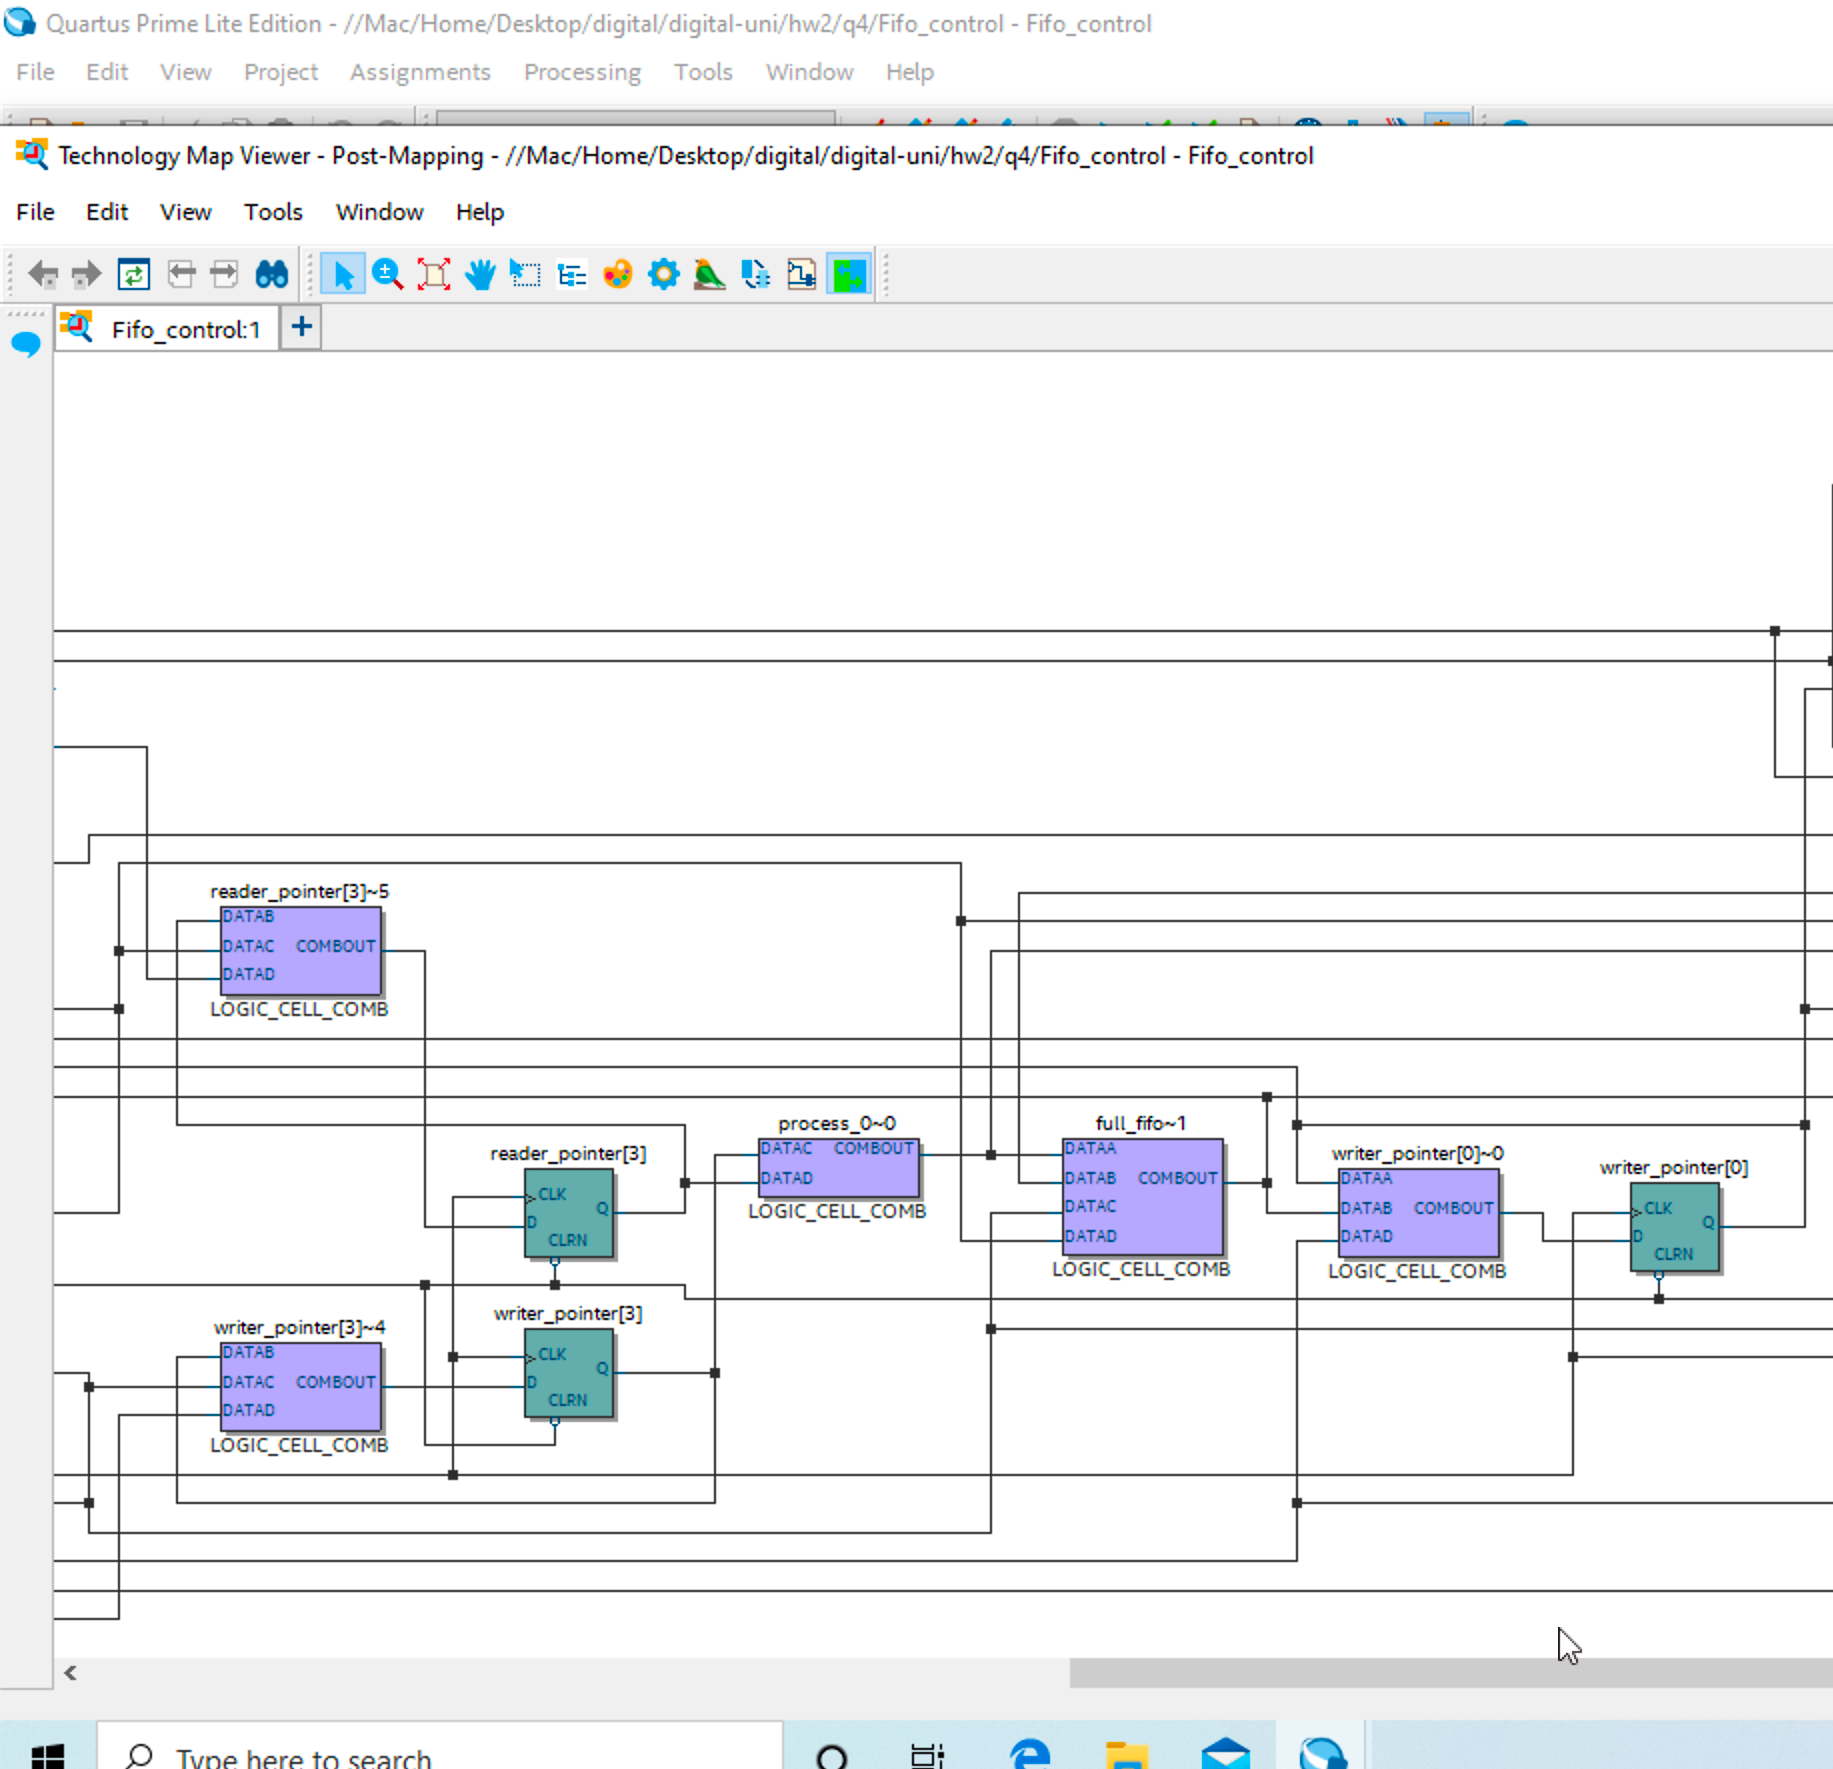 Quartus Prime Lite Edition - //Mac/Home/Desktop/digital/digital-uni/hw2/q4/Fifo_control - Fifo_control
File Edit View Project Assignments Processing Tools Window Help
Technology Map Viewer - Post-Mapping - //Mac/Home/Desktop/digital/digital-uni/hw2/q4/Fifo_control - Fifo_control
File Edit View Tools Window Help
Fifo_control:1
reader_pointer[3]~5
DATAB
DATAC COMBOUT
DATAD
LOGIC_CELL_COMB
reader_pointer[3]
CLK
D
Q
CLRN
process_0~0
DATAC COMBOUT
DATAD
LOGIC_CELL_COMB
full_fifo~1
DATAA
DATAB COMBOUT
DATAC
DATAD
LOGIC_CELL_COMB
writer_pointer[0]~0
DATAA
DATAB COMBOUT
DATAD
LOGIC_CELL_COMB
writer_pointer[0]
CLK
D
Q
CLRN
writer_pointer[3]~4
DATAB
DATAC COMBOUT
DATAD
LOGIC_CELL_COMB
writer_pointer[3]
CLK
D
Q
CLRN
Type here to search